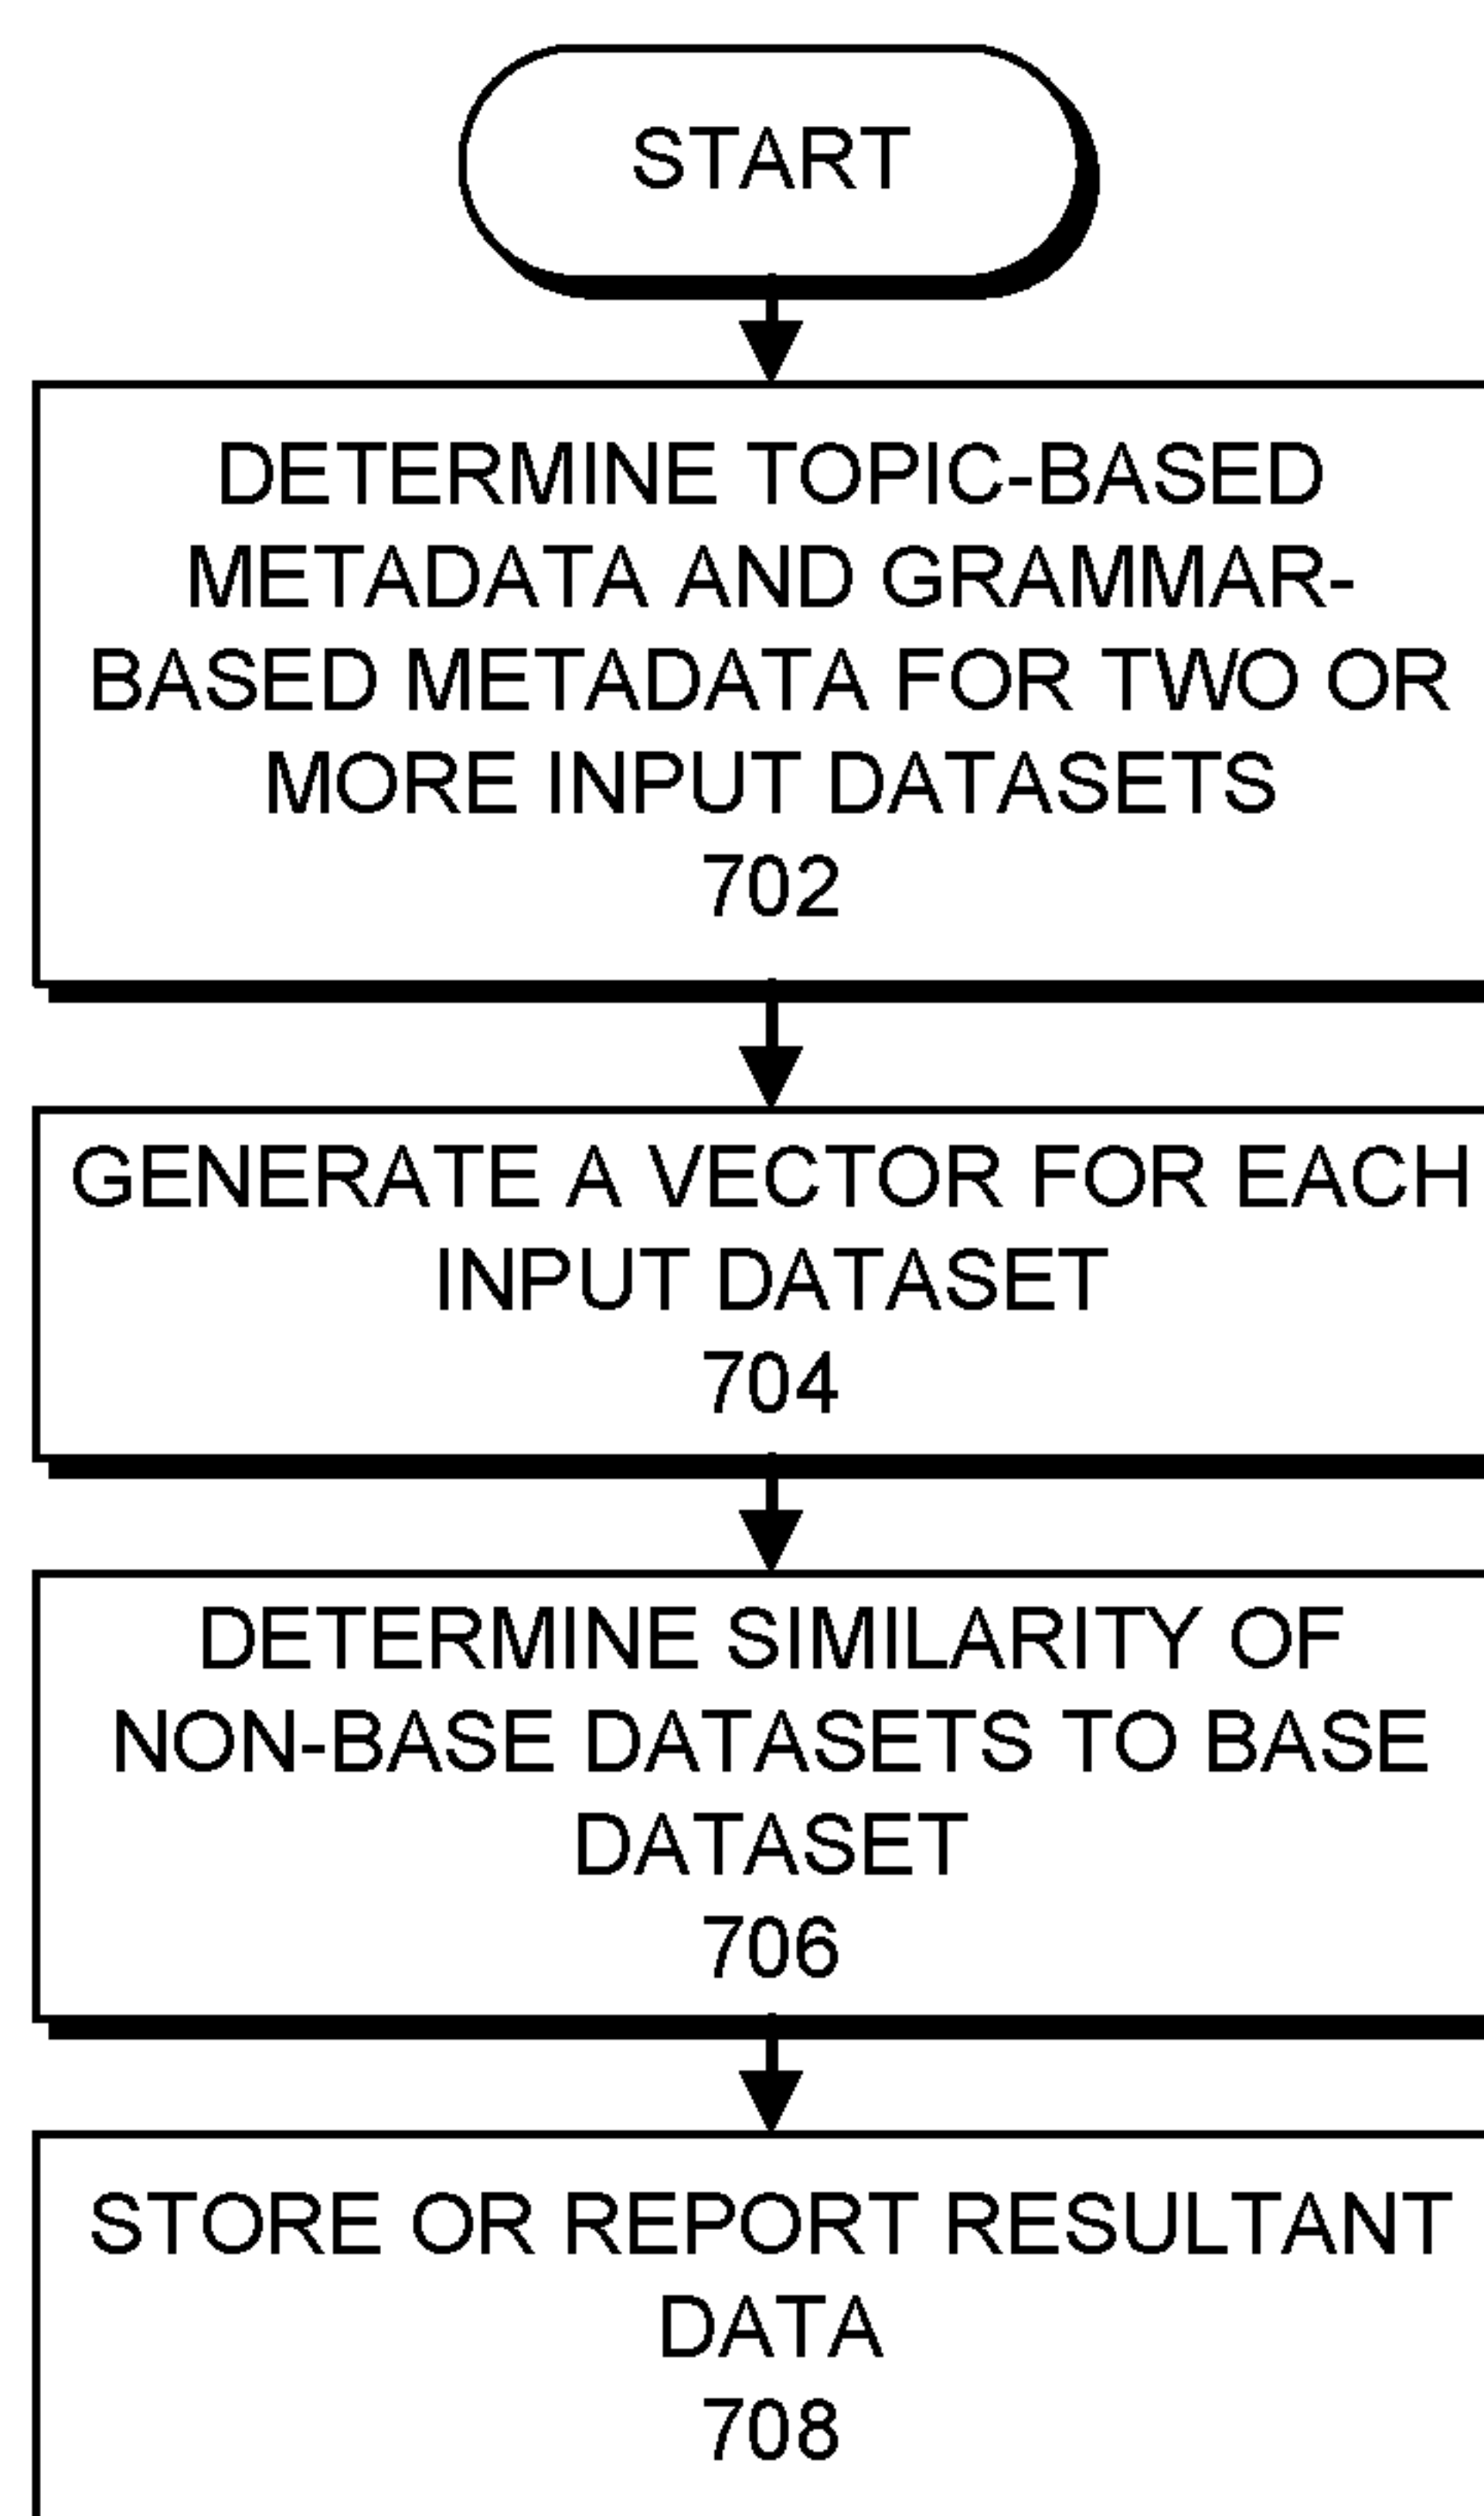 START
DETERMINE TOPIC-BASED
METADATA AND GRAMMAR-
BASED METADATA FOR TWO OR
MORE INPUT DATASETS
702
GENERATE A VECTOR FOR EACH
INPUT DATASET
704
DETERMINE SIMILARITY OF
NON-BASE DATASETS TO BASE
DATASET
706
STORE OR REPORT RESULTANT
DATA
708